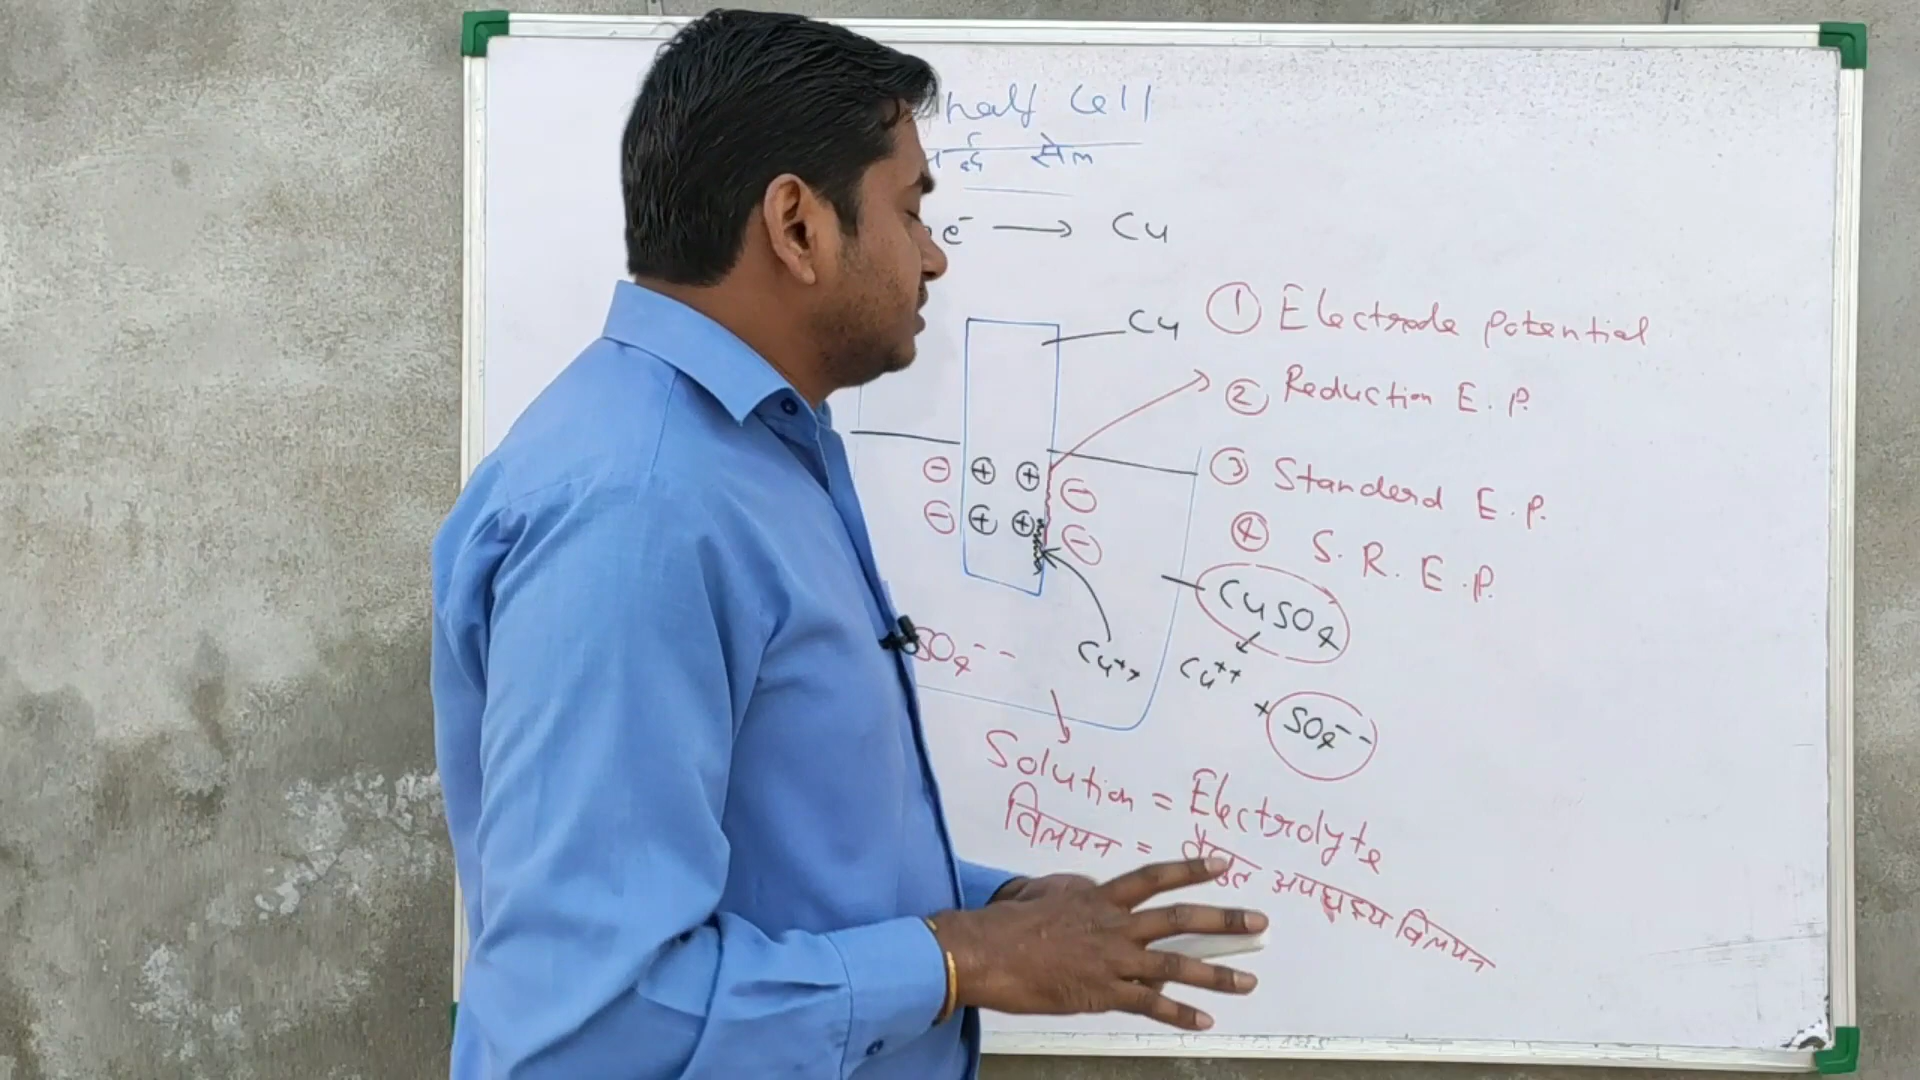 half Cell
सेल
e⁻ ⟶ Cu
Cu
① Electrode Potential
② Reduction E.P.
③ Standerd E.P.
④ S.R.E.P.
⊖ ⊕ ⊕ ⊖
⊖ ⊕ ⊕ ⊖
CuSO₄
SO₄⁻⁻
Cu⁺⁺
Cu⁺⁺
+ SO₄⁻⁻
Solution = Electrolyte
विलयन = अपघट्य विलयन